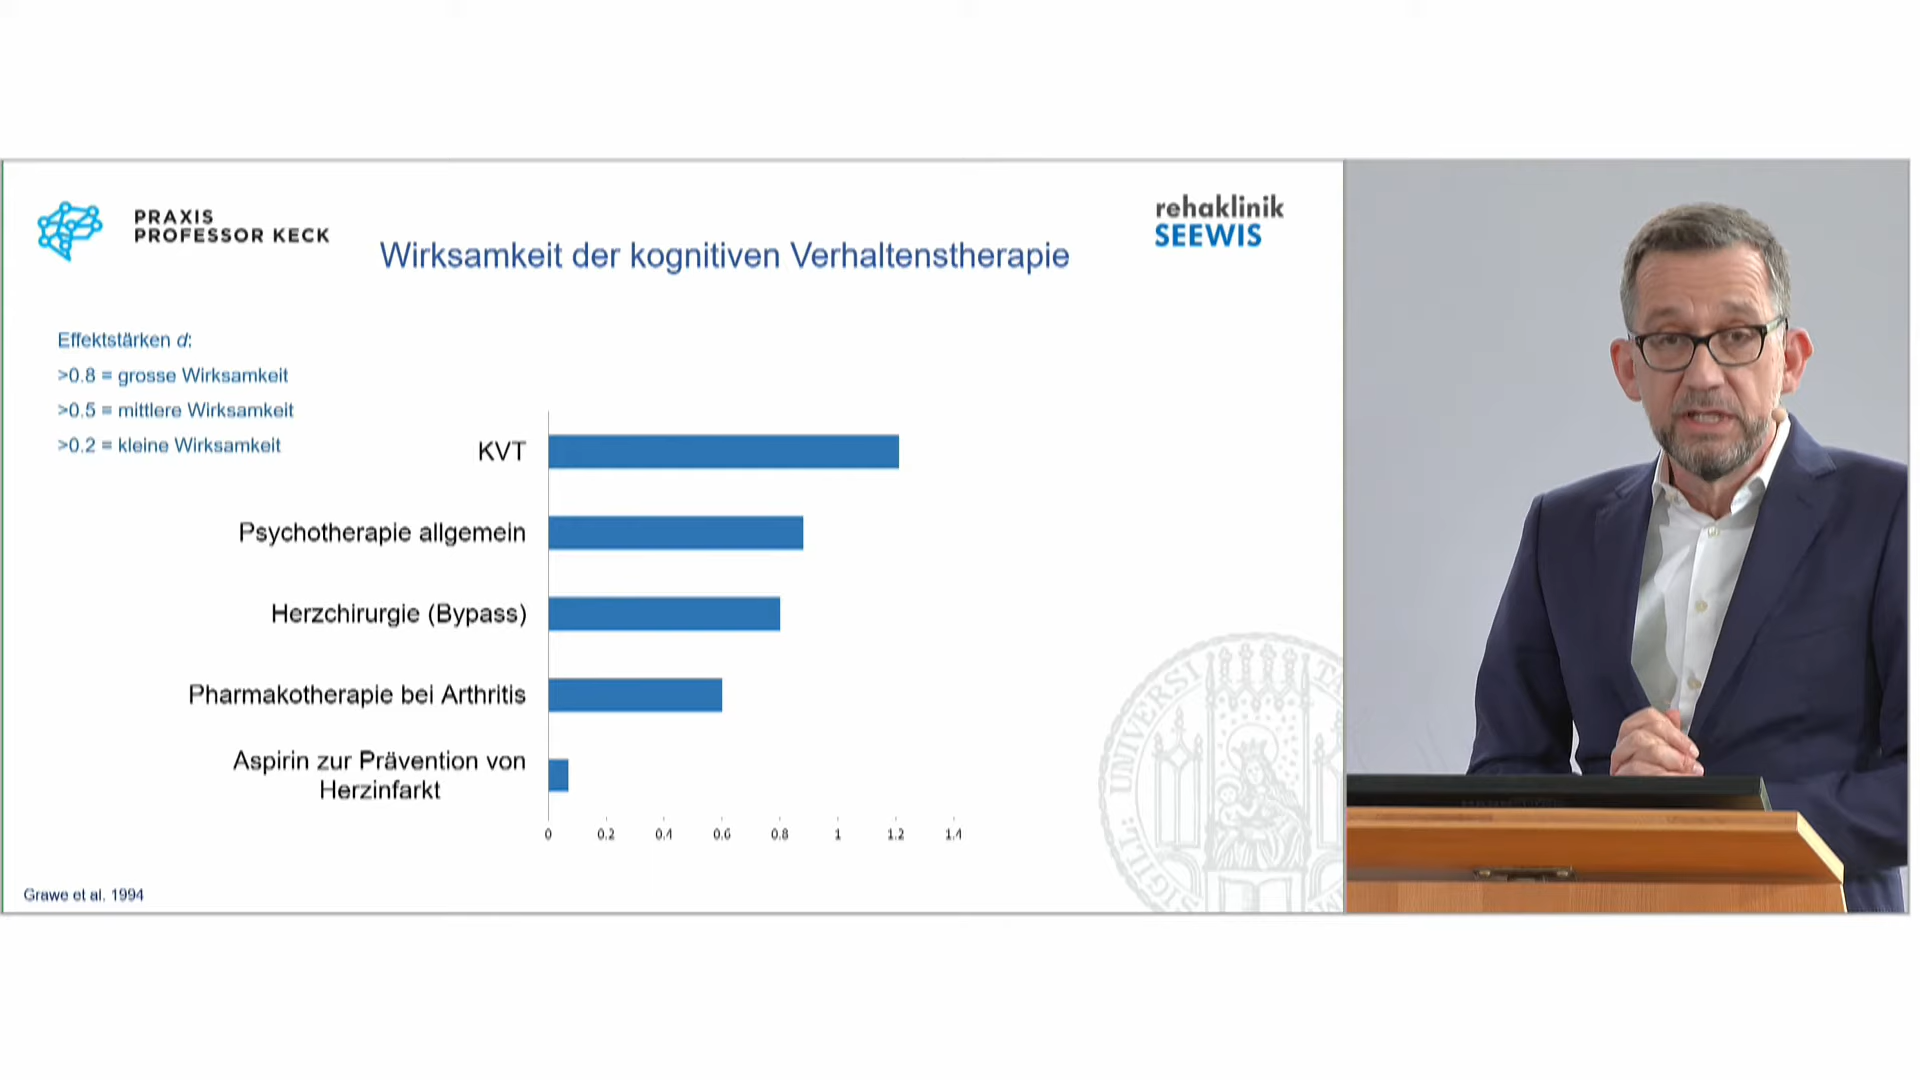 PRAXIS
PROFESSOR KECK
rehaklinik
SEEWIS
Wirksamkeit der kognitiven Verhaltenstherapie
Effektstärken d:
>0.8 = grosse Wirksamkeit
>0.5 = mittlere Wirksamkeit
>0.2 = kleine Wirksamkeit
KVT
Psychotherapie allgemein
Herzchirurgie (Bypass)
Pharmakotherapie bei Arthritis
Aspirin zur Prävention von
Herzinfarkt
0 0.2 0.4 0.6 0.8 1 1.2 1.4
Grawe et al. 1994
SIGILL: UNIVERSITA